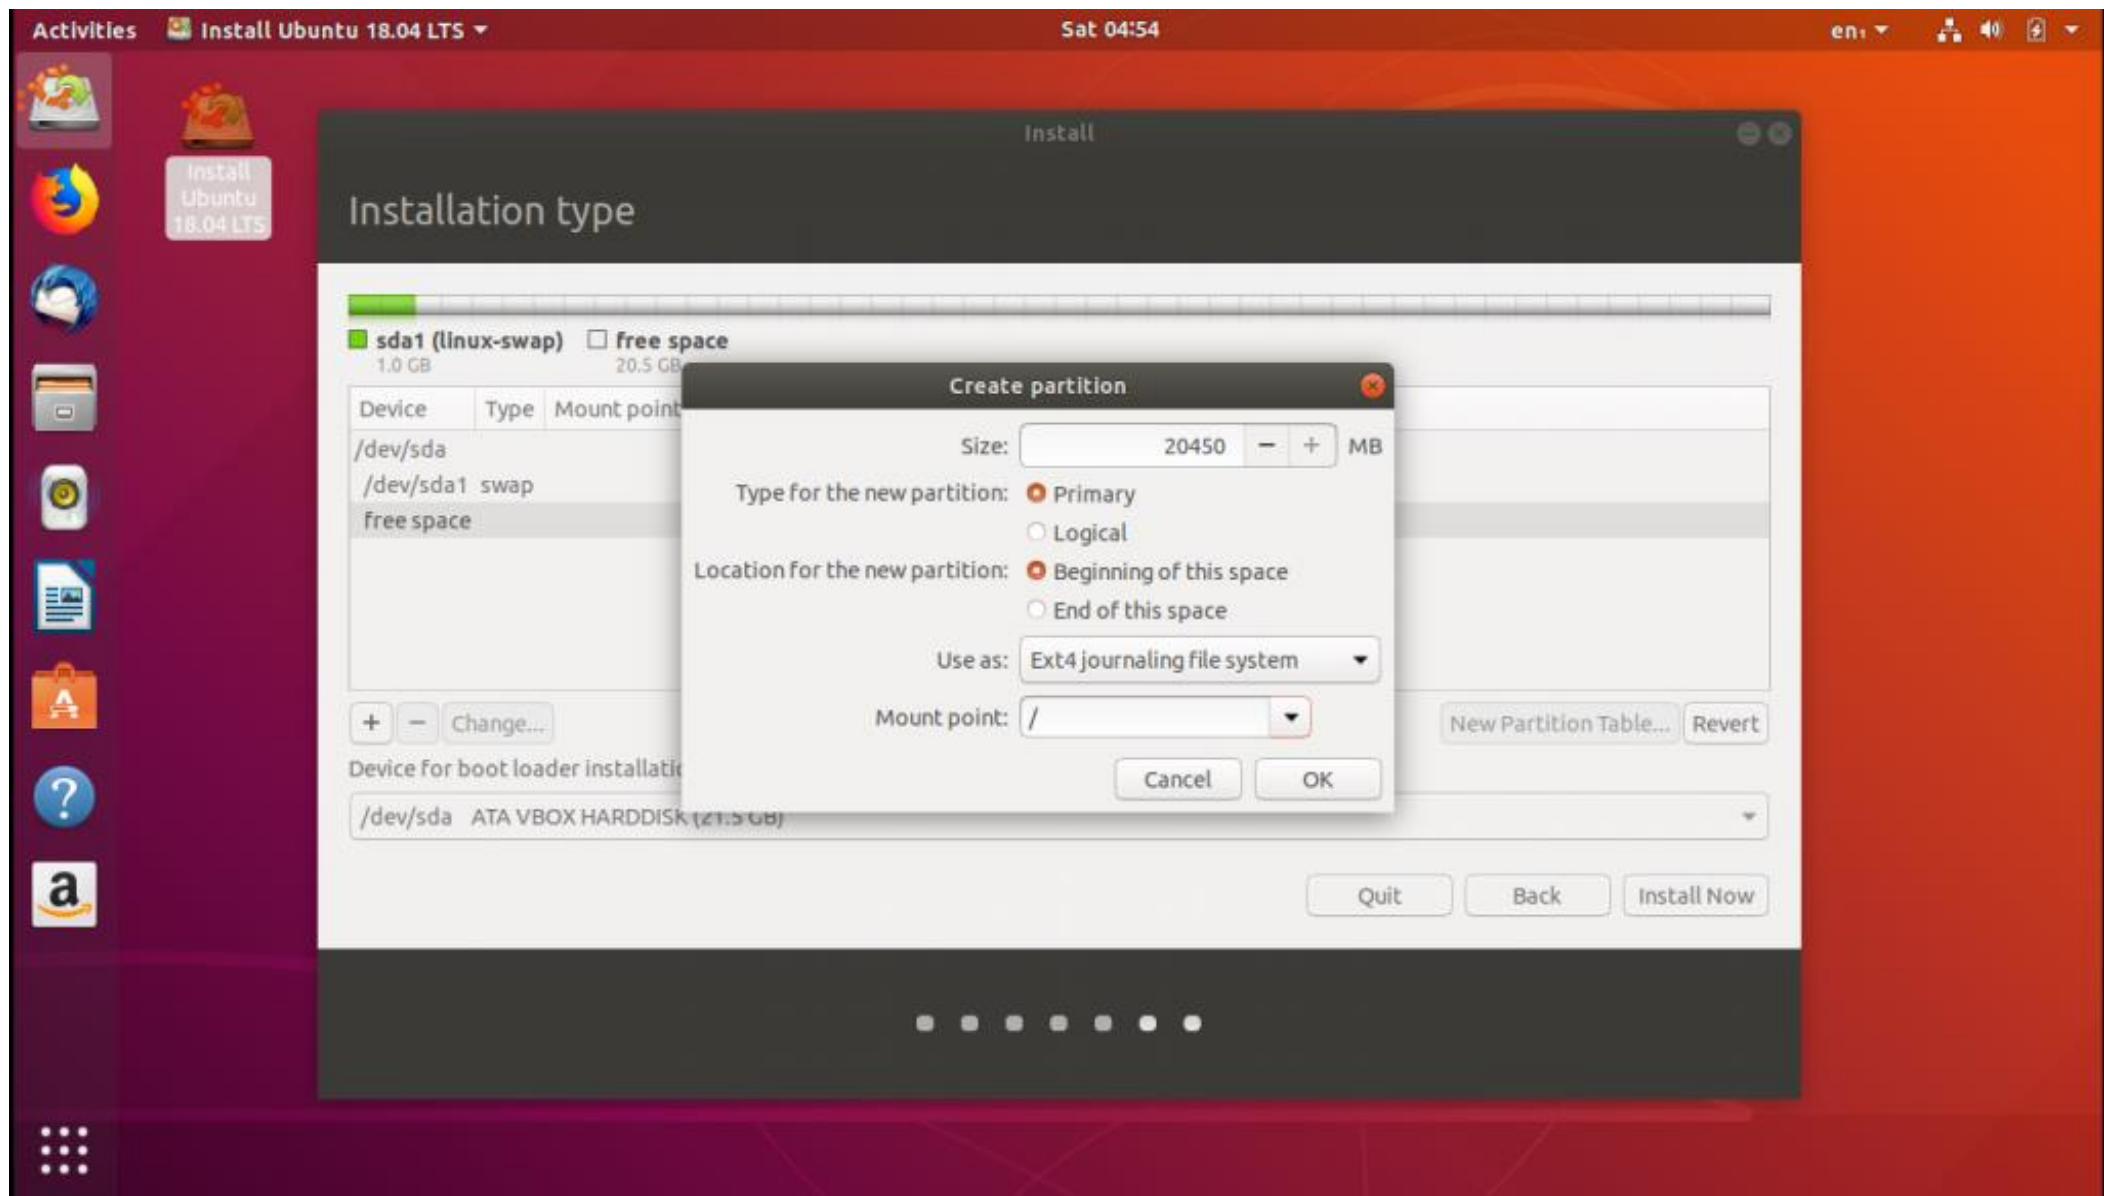 Activities Install Ubuntu 18.04 LTS Sat 04:54 en₁
Install
Ubuntu
18.04 LTS
Install
Installation type
sda1 (linux-swap) free space
1.0 GB 20.5 GB
Device Type Mount point
/dev/sda
/dev/sda1 swap
free space
+ − Change... New Partition Table... Revert
Device for boot loader
/dev/sda ATA VBOX HARDDISK (21.5 GB)
Quit Back Install Now
Create partition
Size: 20450 − + MB
Type for the new partition: Primary
Logical
Location for the new partition: Beginning of this space
End of this space
Use as: Ext4 journaling file system
Mount point: /
Cancel OK